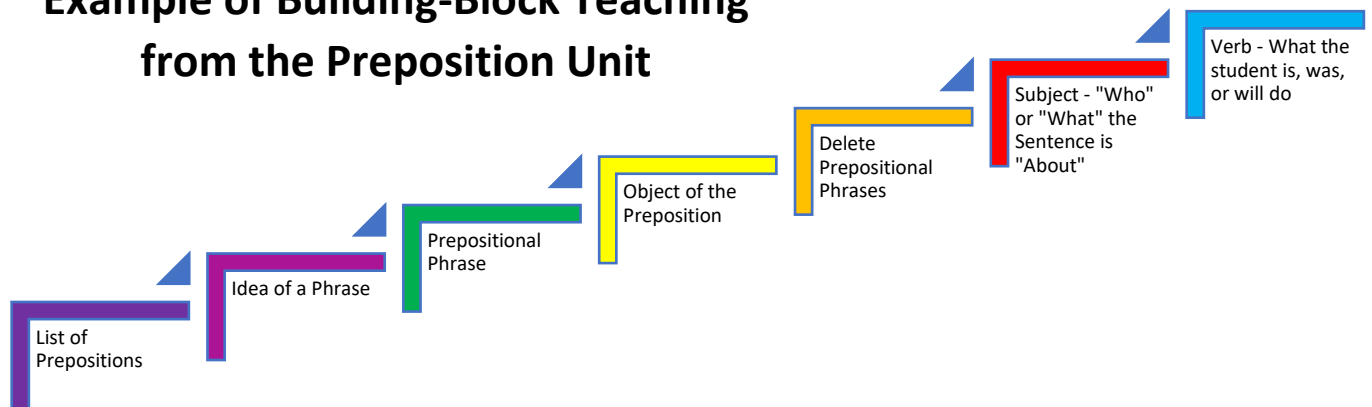 Example of Building-Block Teaching
from the Preposition Unit
List of
Prepositions
Idea of a Phrase
Prepositional
Phrase
Object of the
Preposition
Delete
Prepositional
Phrases
Subject - "Who"
or "What" the
Sentence is
"About"
Verb - What the
student is, was,
or will do